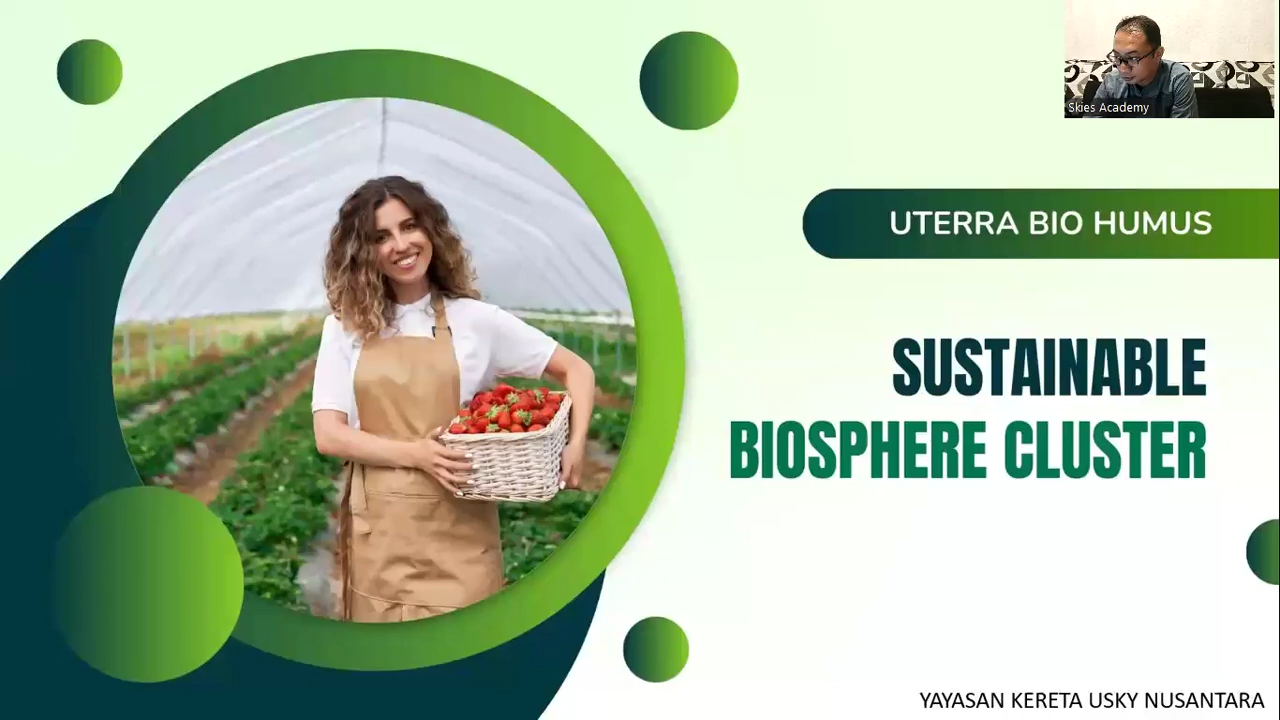 Skies Academy
UTERRA BIO HUMUS
SUSTAINABLE
BIOSPHERE CLUSTER
YAYASAN KERETA USKY NUSANTARA